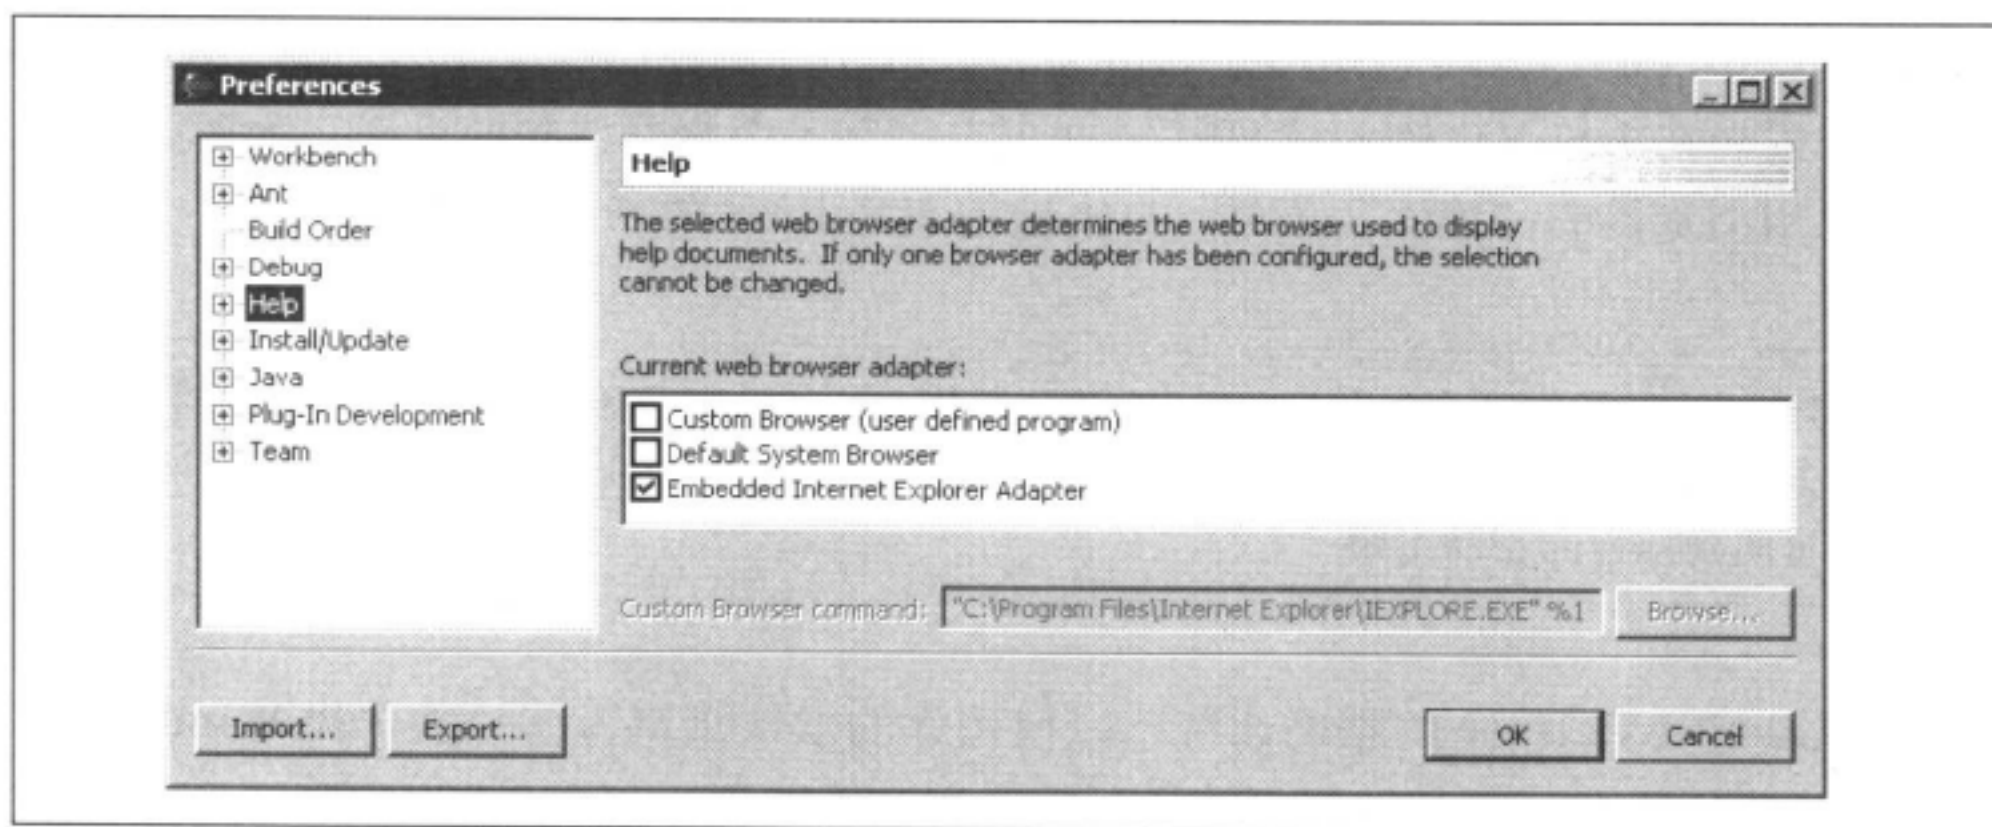 Preferences
Workbench
Ant
Build Order
Debug
Help
Install/Update
Java
Plug-In Development
Team
Help
The selected web browser adapter determines the web browser used to display
help documents.  If only one browser adapter has been configured, the selection
cannot be changed.
Current web browser adapter:
Custom Browser (user defined program)
Default System Browser
Embedded Internet Explorer Adapter
Custom Browser command: "C:\Program Files\Internet Explorer\IEXPLORE.EXE" %1 Browse...
Import... Export... OK Cancel